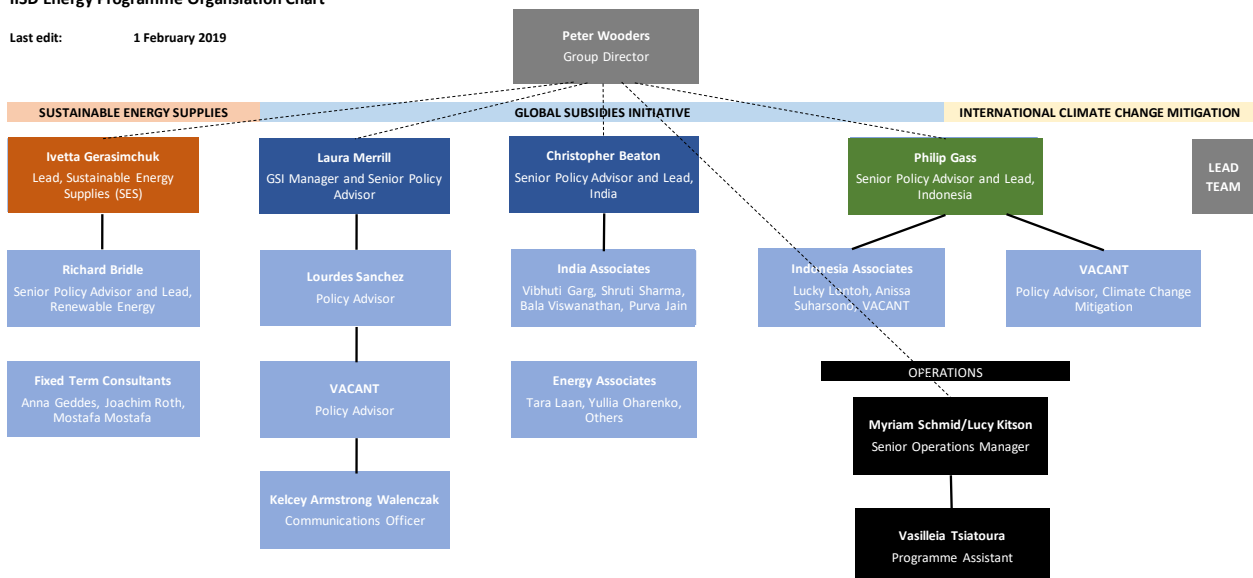 IISD Energy Programme Organsiation Chart
Last edit: 1 February 2019
Peter Wooders
Group Director
SUSTAINABLE ENERGY SUPPLIES
GLOBAL SUBSIDIES INITIATIVE
INTERNATIONAL CLIMATE CHANGE MITIGATION
Ivetta Gerasimchuk
Lead, Sustainable Energy
Supplies (SES)
Laura Merrill
GSI Manager and Senior Policy
Advisor
Christopher Beaton
Senior Policy Advisor and Lead,
India
Philip Gass
Senior Policy Advisor and Lead,
Indonesia
LEAD
TEAM
Richard Bridle
Senior Policy Advisor and Lead,
Renewable Energy
Lourdes Sanchez
Policy Advisor
India Associates
Vibhuti Garg, Shruti Sharma,
Bala Viswanathan, Purva Jain
Indonesia Associates
Lucky Lontoh, Anissa
Suharsono, VACANT
VACANT
Policy Advisor, Climate Change
Mitigation
Fixed Term Consultants
Anna Geddes, Joachim Roth,
Mostafa Mostafa
VACANT
Policy Advisor
Energy Associates
Tara Laan, Yullia Oharenko,
Others
OPERATIONS
Myriam Schmid/Lucy Kitson
Senior Operations Manager
Kelcey Armstrong Walenczak
Communications Officer
Vasilleia Tsiatoura
Programme Assistant